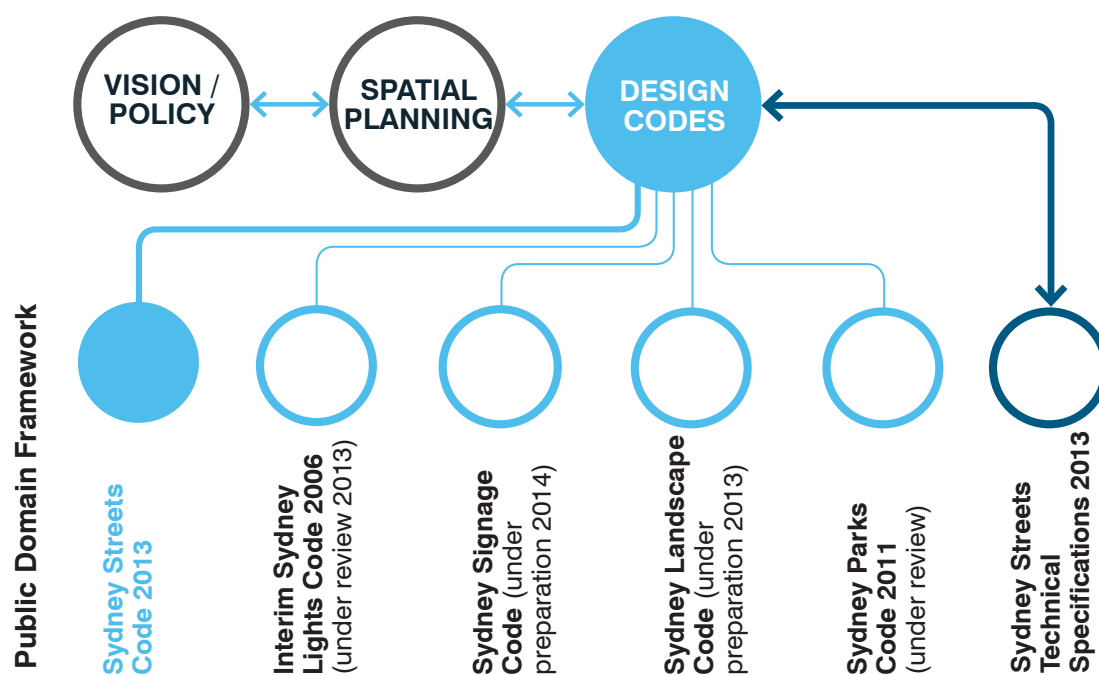 VISION /
POLICY
SPATIAL
PLANNING
DESIGN
CODES
Public Domain Framework
Sydney Streets
Code 2013
Interim Sydney
Lights Code 2006
(under review 2013)
Sydney Signage
Code (under
preparation 2014)
Sydney Landscape
Code (under
preparation 2013)
Sydney Parks
Code 2011
(under review)
Sydney Streets
Technical
Specifications 2013